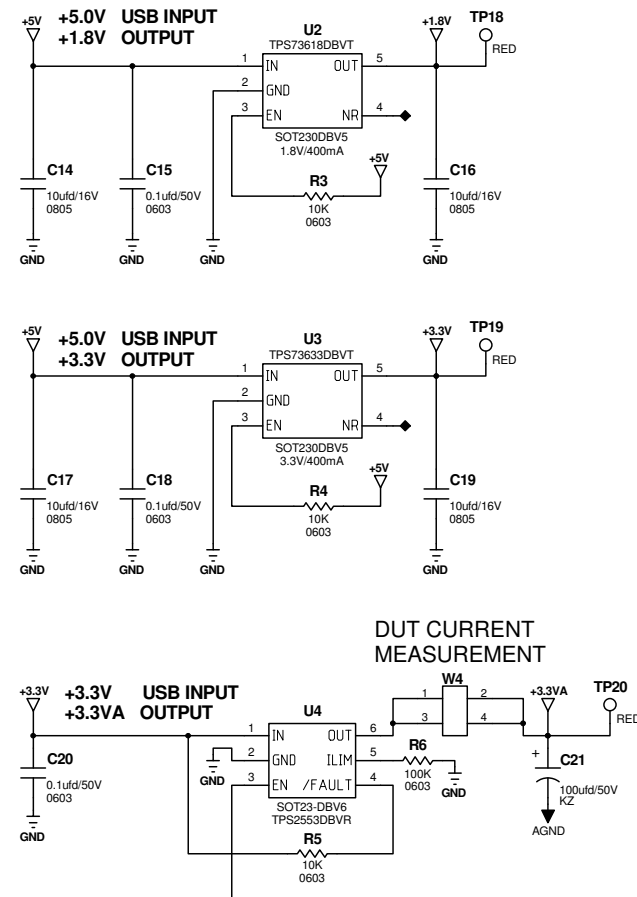 +5V
+5.0V USB INPUT
+1.8V OUTPUT
U2
TPS73618DBVT
+1.8V
TP18
RED
1
IN
OUT
5
2
GND
3
EN
NR
4
SOT230DBV5
1.8V/400mA
+5V
R3
10K
0603
C14
10ufd/16V
0805
C15
0.1ufd/50V
0603
C16
10ufd/16V
0805
GND
GND
GND
GND
+5V
+5.0V USB INPUT
+3.3V OUTPUT
U3
TPS73633DBVT
+3.3V
TP19
RED
1
IN
OUT
5
2
GND
3
EN
NR
4
SOT230DBV5
3.3V/400mA
+5V
R4
10K
0603
C17
10ufd/16V
0805
C18
0.1ufd/50V
0603
C19
10ufd/16V
0805
GND
GND
GND
GND
DUT CURRENT
MEASUREMENT
W4
1
2
3
4
+3.3V
+3.3V USB INPUT
+3.3VA OUTPUT
U4
+3.3VA
TP20
RED
1
IN
OUT
6
2
GND
ILIM
5
3
EN
/FAULT
4
SOT23-DBV6
TPS2553DBVR
GND
R6
100K
0603
GND
R5
10K
0603
C20
0.1ufd/50V
0603
GND
+
C21
100ufd/50V
KZ
AGND